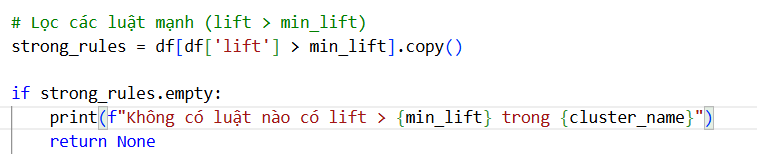 # Lọc các luật mạnh (lift > min_lift)
strong_rules = df[df['lift'] > min_lift].copy()
if strong_rules.empty:
print(f"Không có luật nào có lift > {min_lift} trong {cluster_name}")
return None